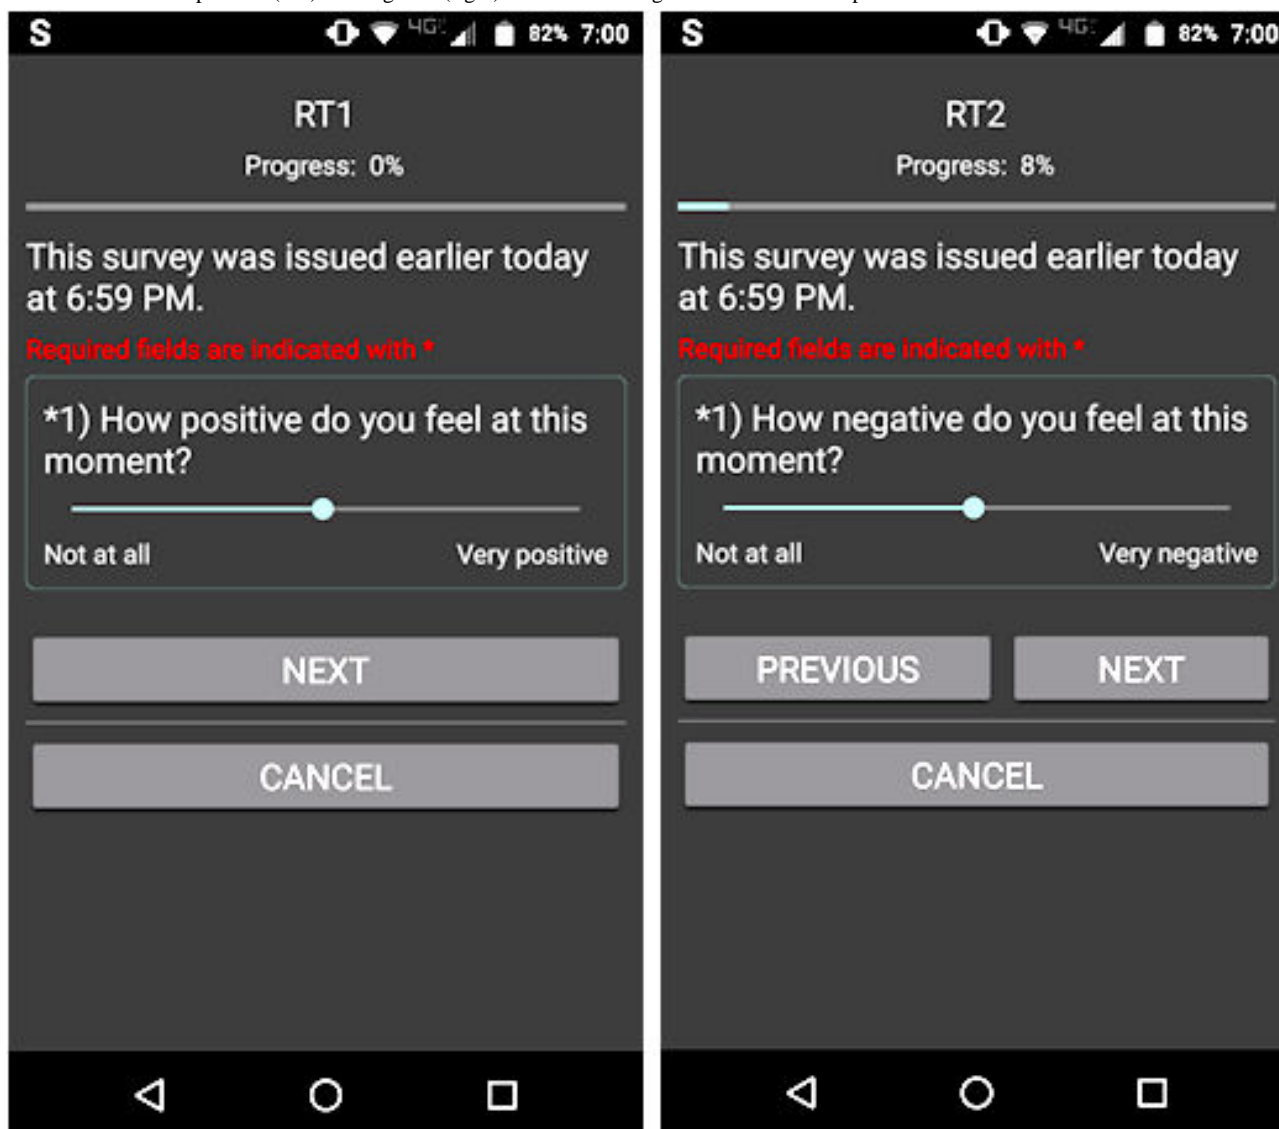 S 4G 82% 7:00
RT1
Progress: 0%
This survey was issued earlier today
at 6:59 PM.
Required fields are indicated with *
*1) How positive do you feel at this
moment?
Not at all Very positive
NEXT
CANCEL
S 4G 82% 7:00
RT2
Progress: 8%
This survey was issued earlier today
at 6:59 PM.
Required fields are indicated with *
*1) How negative do you feel at this
moment?
Not at all Very negative
PREVIOUS NEXT
CANCEL